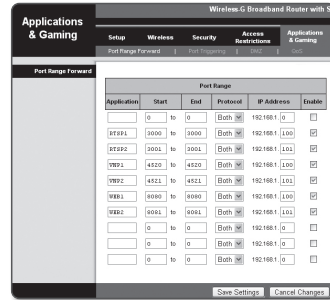 Wireless-G Broadband Router with S
Applications & Gaming
Setup Wireless Security Access Restrictions Applications & Gaming
Port Range Forward | Port Triggering | DMZ | QoS
Port Range Forward
Port Range
Application Start End Protocol IP Address Enable
0 to 0 Both 192.168.1. 0
RTSP1 3000 to 3000 Both 192.168.1. 100
RTSP2 3001 to 3001 Both 192.168.1. 101
4520 to 4520 Both 192.168.1. 100
4521 to 4521 Both 192.168.1. 101
WEB1 8080 to 8080 Both 192.168.1. 100
WEB2 8081 to 8081 Both 192.168.1. 101
0 to 0 Both 192.168.1. 0
0 to 0 Both 192.168.1. 0
0 to 0 Both 192.168.1. 0
Save Settings Cancel Changes